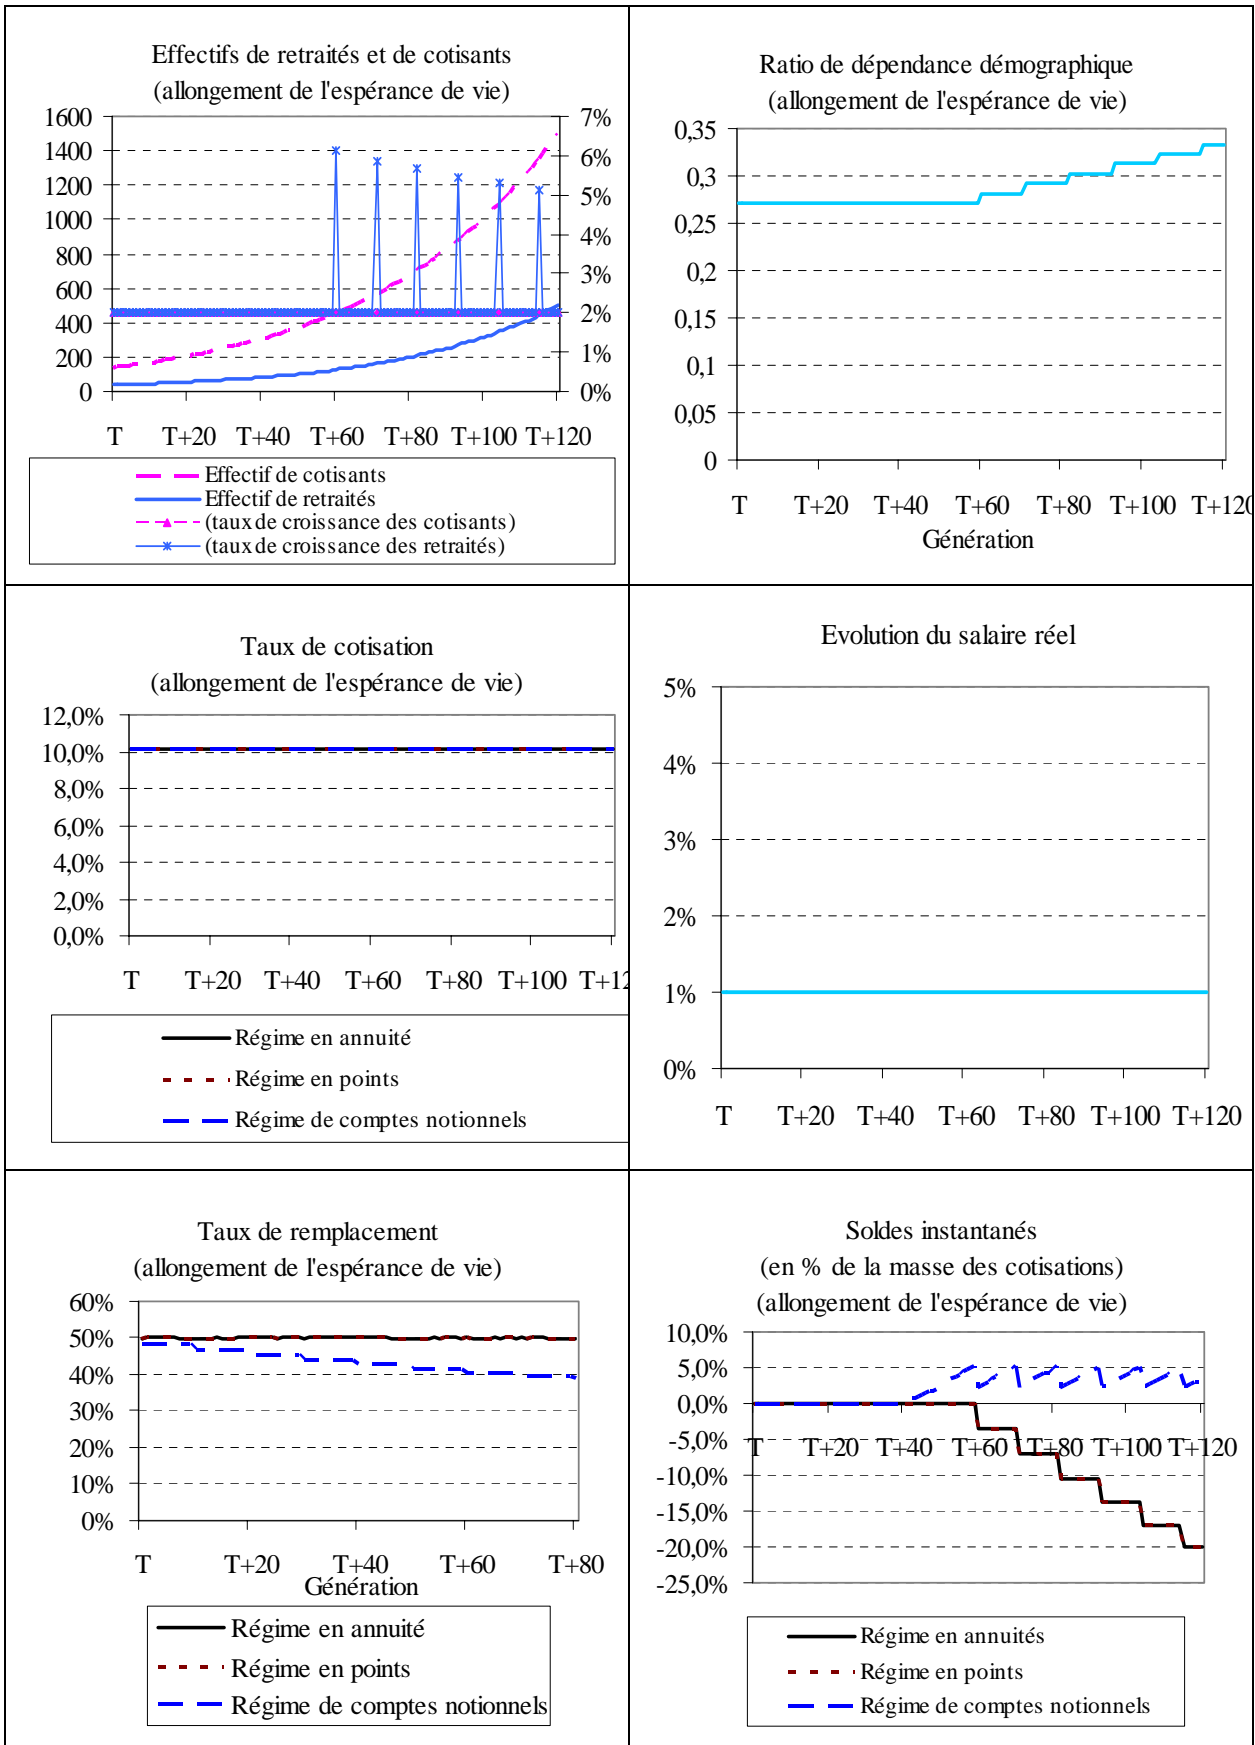 Effectifs de retraités et de cotisants
(allongement de l'espérance de vie)
1600
1400
1200
1000
800
600
400
200
0
7%
6%
5%
4%
3%
2%
1%
0%
T T+20 T+40 T+60 T+80 T+100 T+120
Effectif de cotisants
Effectif de retraités
(taux de croissance des cotisants)
(taux de croissance des retraités)
Ratio de dépendance démographique
(allongement de l'espérance de vie)
0,35
0,3
0,25
0,2
0,15
0,1
0,05
0
T T+20 T+40 T+60 T+80 T+100 T+120
Génération
Taux de cotisation
(allongement de l'espérance de vie)
12,0%
10,0%
8,0%
6,0%
4,0%
2,0%
0,0%
T T+20 T+40 T+60 T+80 T+100 T+12
Régime en annuité
Régime en points
Régime de comptes notionnels
Evolution du salaire réel
5%
4%
3%
2%
1%
0%
T T+20 T+40 T+60 T+80 T+100 T+120
Taux de remplacement
(allongement de l'espérance de vie)
60%
50%
40%
30%
20%
10%
0%
T T+20 T+40 T+60 T+80
Génération
Régime en annuité
Régime en points
Régime de comptes notionnels
Soldes instantanés
(en % de la masse des cotisations)
(allongement de l'espérance de vie)
10,0%
5,0%
0,0%
-5,0%
-10,0%
-15,0%
-20,0%
-25,0%
T T+20 T+40 T+60 T+80 T+100 T+120
Régime en annuités
Régime en points
Régime de comptes notionnels